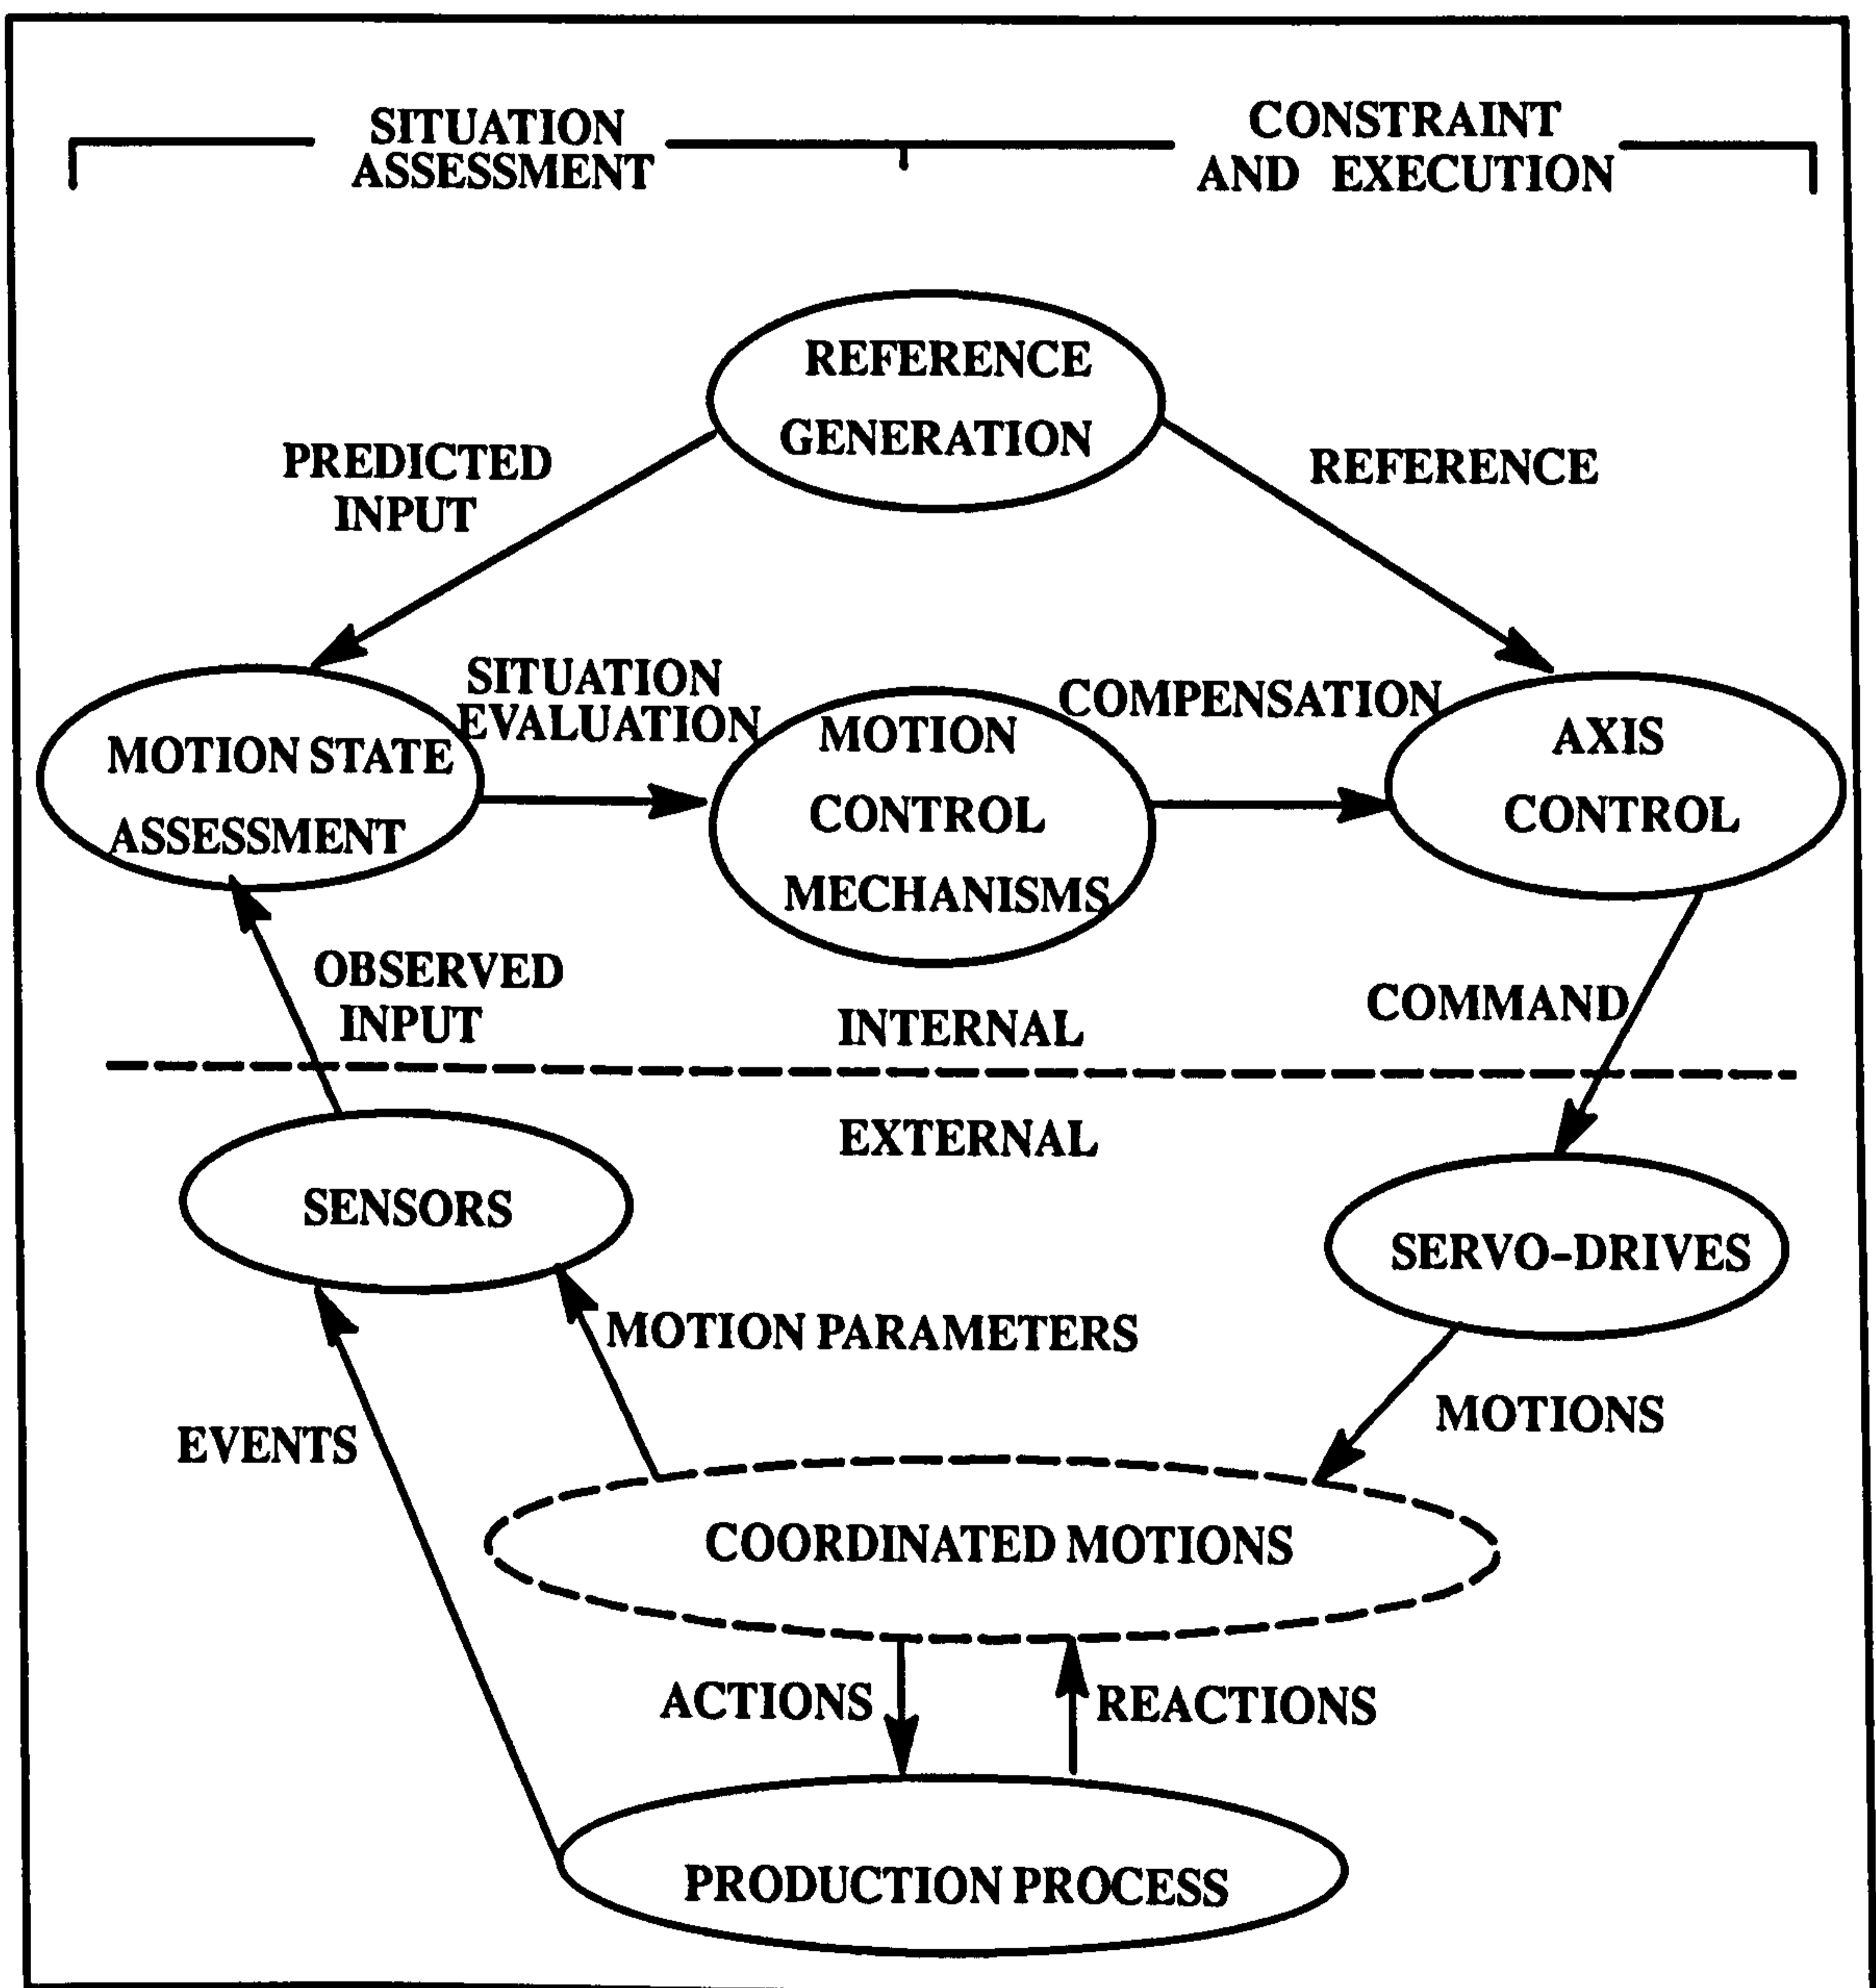 SITUATION
ASSESSMENT
CONSTRAINT
AND EXECUTION
REFERENCE
GENERATION
PREDICTED
INPUT
REFERENCE
SITUATION
EVALUATION
COMPENSATION
MOTION STATE
ASSESSMENT
MOTION
CONTROL
MECHANISMS
AXIS
CONTROL
OBSERVED
INPUT
INTERNAL
COMMAND
EXTERNAL
SENSORS
SERVO-DRIVES
MOTION PARAMETERS
EVENTS
MOTIONS
COORDINATED MOTIONS
ACTIONS
REACTIONS
PRODUCTION PROCESS